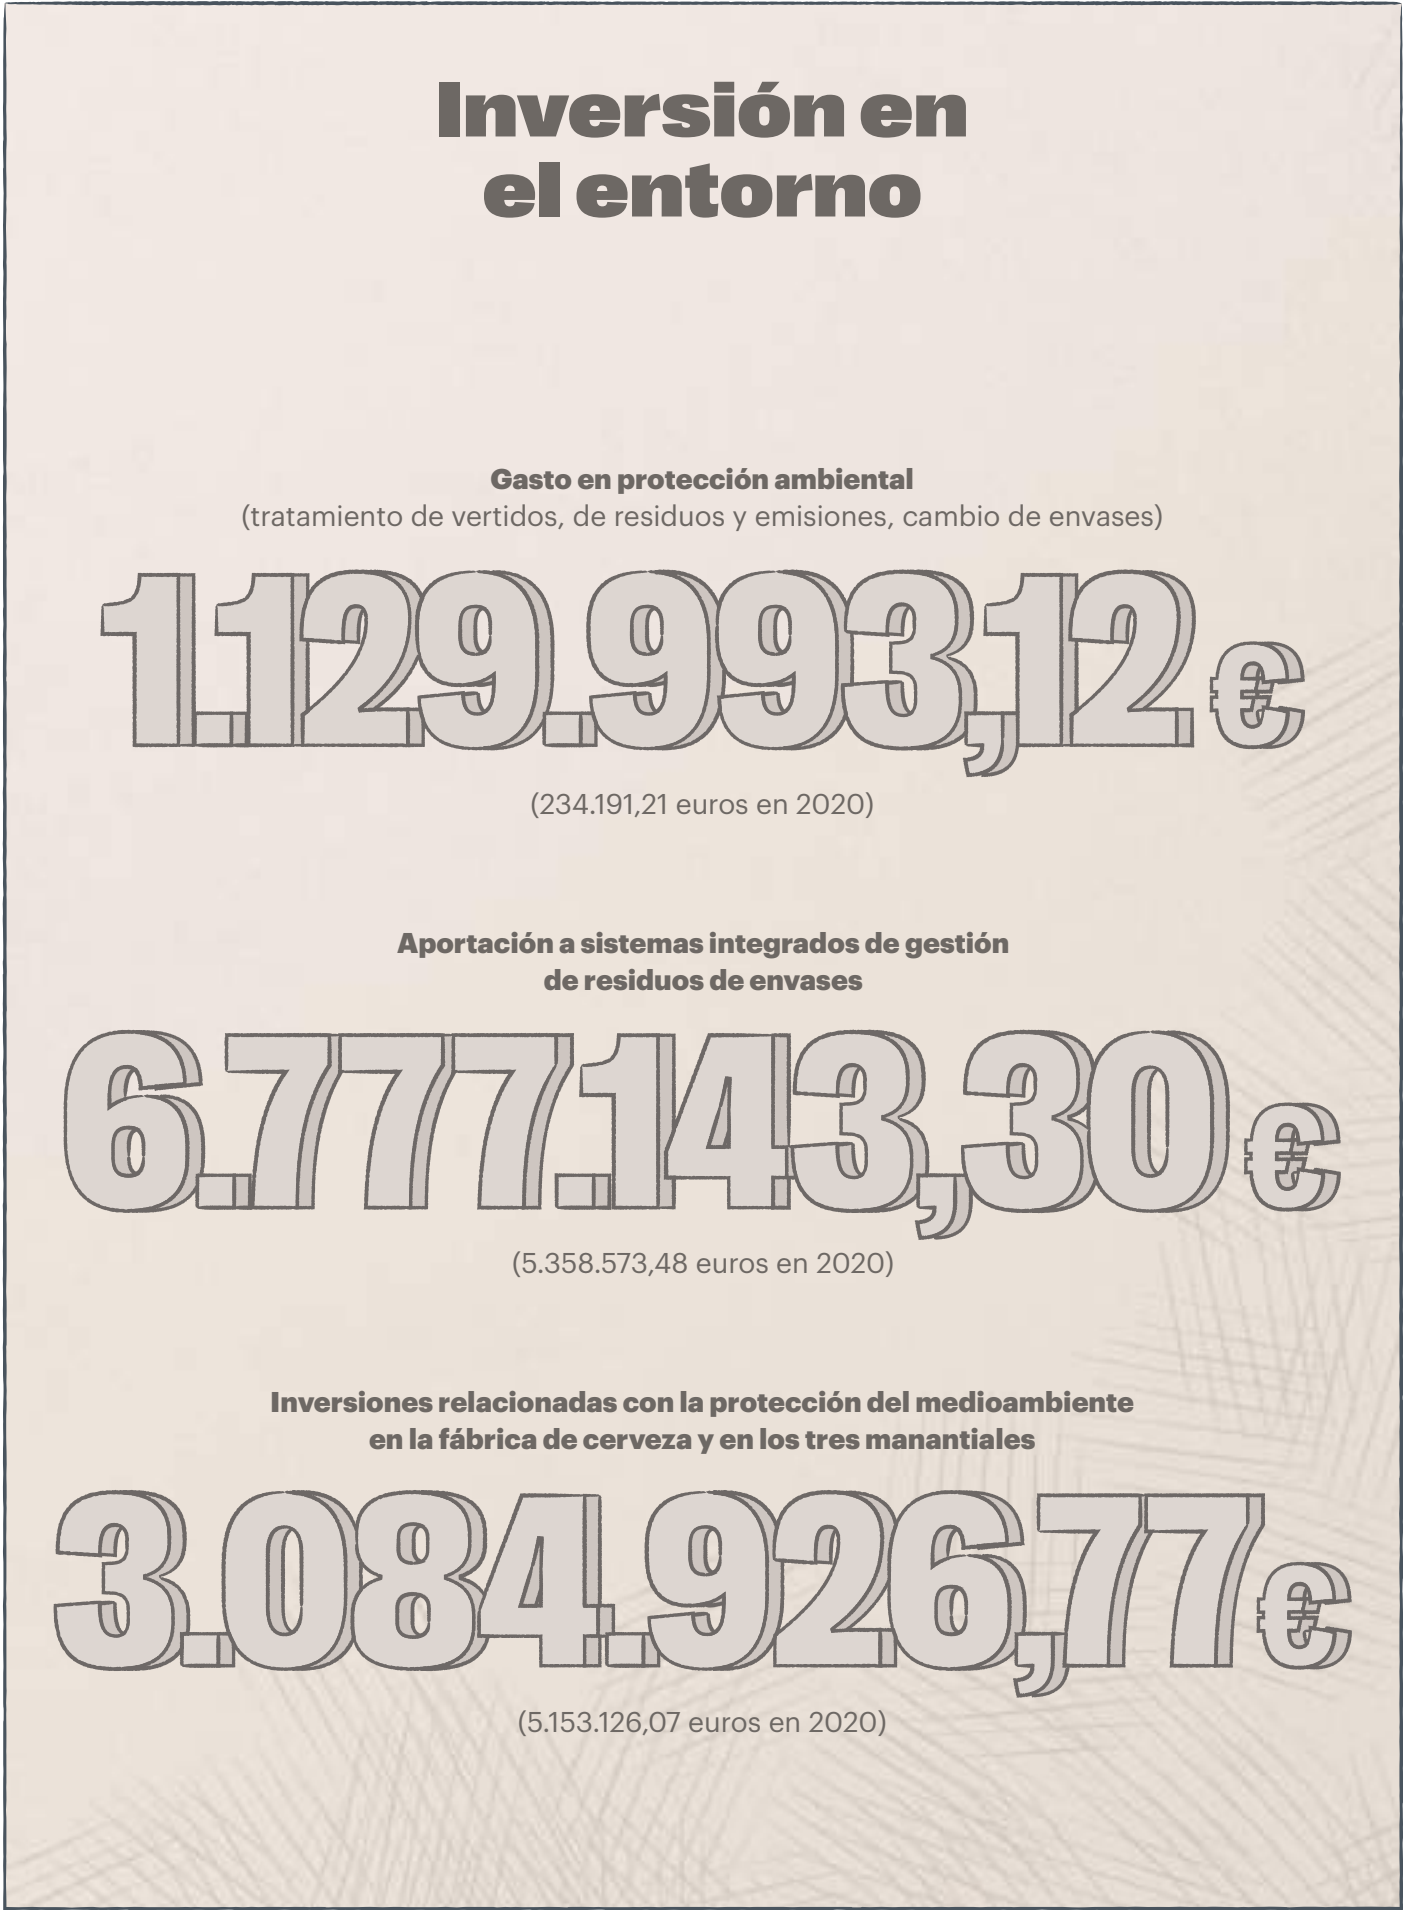 Inversión en
el entorno
Gasto en protección ambiental
(tratamiento de vertidos, de residuos y emisiones, cambio de envases)
1.129.993,12 €
(234.191,21 euros en 2020)
Aportación a sistemas integrados de gestión
de residuos de envases
6.777.143,30 €
(5.358.573,48 euros en 2020)
Inversiones relacionadas con la protección del medioambiente
en la fábrica de cerveza y en los tres manantiales
3.084.926,77 €
(5.153.126,07 euros en 2020)